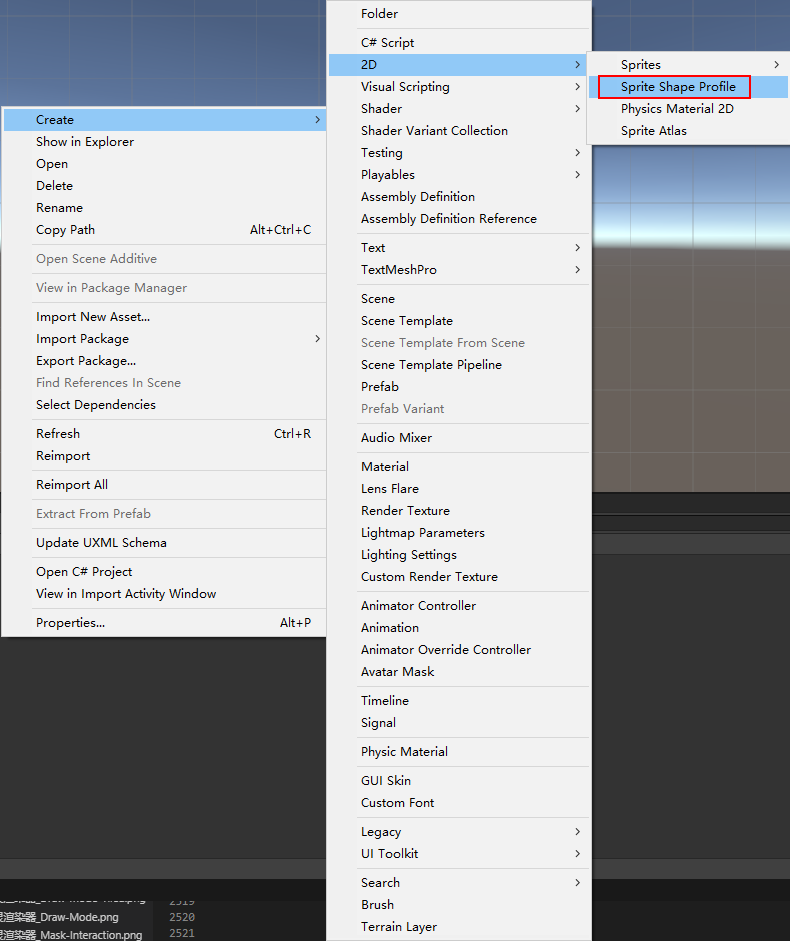 Create
Show in Explorer
Open
Delete
Rename
Copy Path Alt+Ctrl+C
Open Scene Additive
View in Package Manager
Import New Asset...
Import Package
Export Package...
Find References In Scene
Select Dependencies
Refresh Ctrl+R
Reimport
Reimport All
Extract From Prefab
Update UXML Schema
Open C# Project
View in Import Activity Window
Properties... Alt+P
Folder
C# Script
2D
Visual Scripting
Shader
Shader Variant Collection
Testing
Playables
Assembly Definition
Assembly Definition Reference
Text
TextMeshPro
Scene
Scene Template
Scene Template From Scene
Scene Template Pipeline
Prefab
Prefab Variant
Audio Mixer
Material
Lens Flare
Render Texture
Lightmap Parameters
Lighting Settings
Custom Render Texture
Animator Controller
Animation
Animator Override Controller
Avatar Mask
Timeline
Signal
Physic Material
GUI Skin
Custom Font
Legacy
UI Toolkit
Search
Brush
Terrain Layer
Sprites
Sprite Shape Profile
Physics Material 2D
Sprite Atlas
2519
渲染器_Draw-Mode.png 2520
渲染器_Mask-Interaction.png 2521